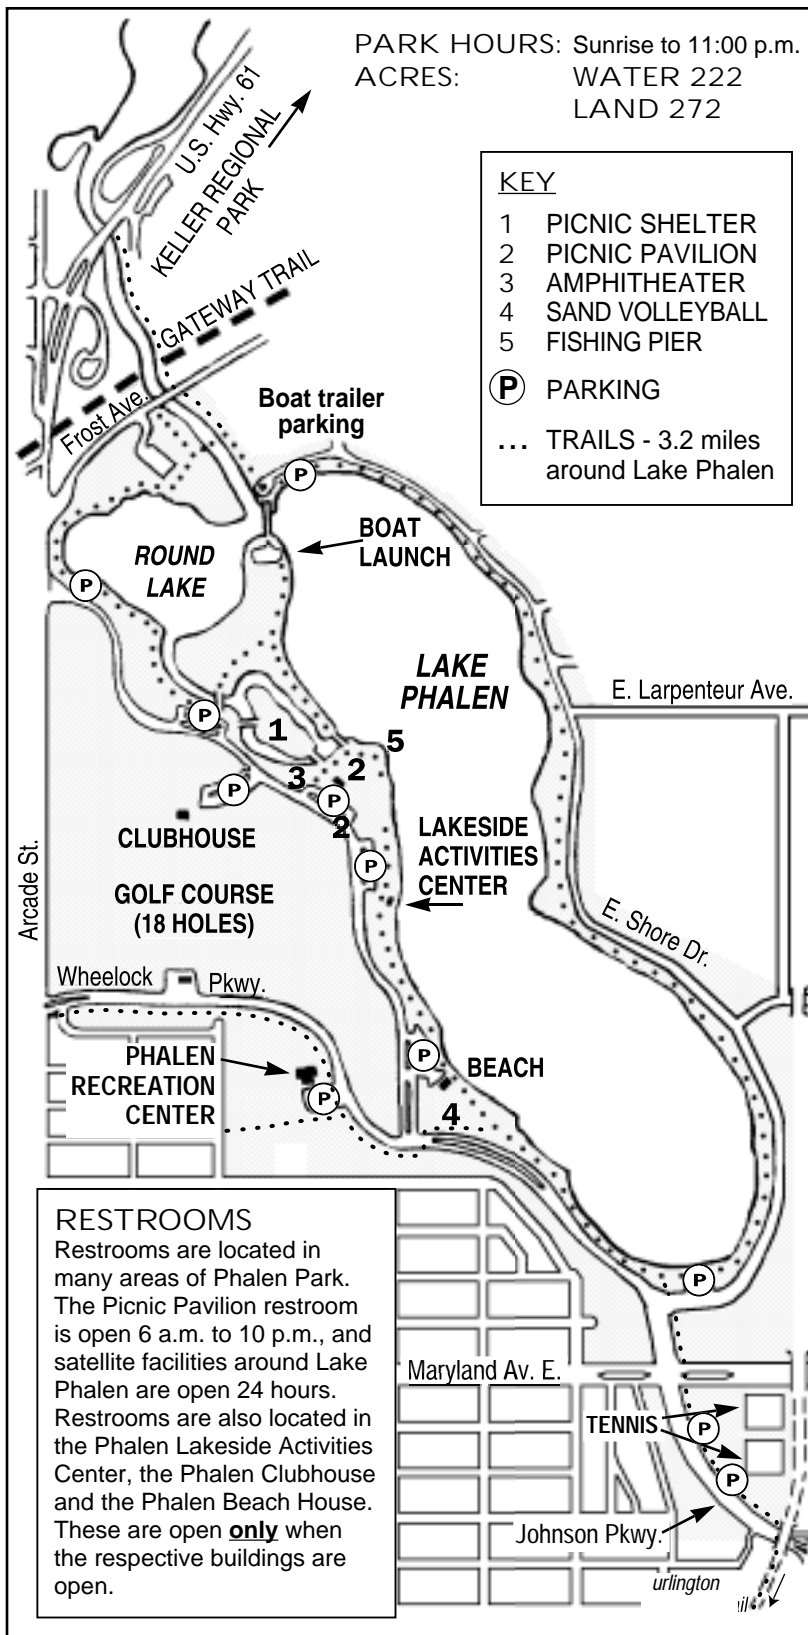 PARK HOURS: Sunrise to 11:00 p.m.
ACRES: WATER 222
LAND 272
U.S. Hwy. 61
KELLER REGIONAL
PARK
GATEWAY TRAIL
Frost Ave.
KEY
1 PICNIC SHELTER
2 PICNIC PAVILION
3 AMPHITHEATER
4 SAND VOLLEYBALL
5 FISHING PIER
P PARKING
... TRAILS - 3.2 miles
around Lake Phalen
Boat trailer
parking
P
BOAT
LAUNCH
ROUND
LAKE
P
LAKE
PHALEN
E. Larpenteur Ave.
P
1
5
2
3
P
P
2
CLUBHOUSE
LAKESIDE
ACTIVITIES
CENTER
P
Arcade St.
GOLF COURSE
(18 HOLES)
E. Shore Dr.
Wheelock Pkwy.
PHALEN
RECREATION
CENTER
P
P
BEACH
4
P
RESTROOMS
Restrooms are located in
many areas of Phalen Park.
The Picnic Pavilion restroom
is open 6 a.m. to 10 p.m., and
satellite facilities around Lake
Phalen are open 24 hours.
Restrooms are also located in
the Phalen Lakeside Activities
Center, the Phalen Clubhouse
and the Phalen Beach House.
These are open only when
the respective buildings are
open.
Maryland Av. E.
TENNIS
P
P
Johnson Pkwy.
urlington